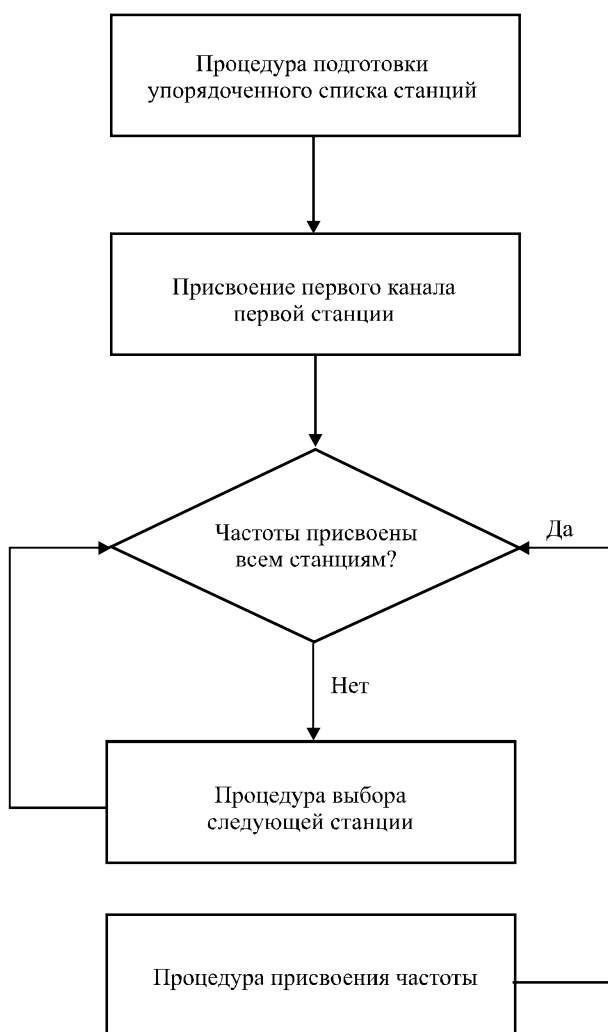 Процедура подготовки
упорядоченного списка станций
Присвоение первого канала
первой станции
Частоты присвоены
всем станциям?
Да
Нет
Процедура выбора
следующей станции
Процедура присвоения частоты